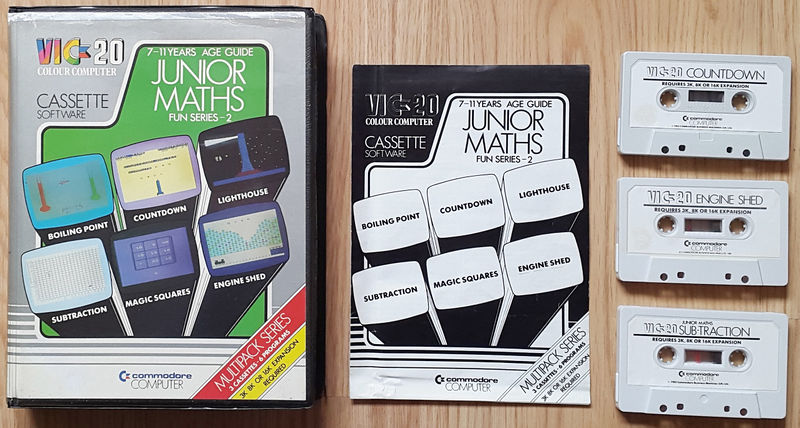 VIC-20
COLOUR COMPUTER
CASSETTE
SOFTWARE
7-11 YEARS AGE GUIDE
JUNIOR
MATHS
FUN SERIES-2
BOILING POINT
COUNTDOWN
LIGHTHOUSE
SUBTRACTION
MAGIC SQUARES
ENGINE SHED
MULTIPACK SERIES
CASSETTES - 6 PROGRAMS
3K 8K OR 16K EXPANSION
REQUIRED
commodore
COMPUTER
VIC-20
COLOUR COMPUTER
CASSETTE
SOFTWARE
7-11 YEARS AGE GUIDE
JUNIOR
MATHS
FUN SERIES-2
BOILING POINT
COUNTDOWN
LIGHTHOUSE
SUBTRACTION
MAGIC SQUARES
ENGINE SHED
MULTIPACK SERIES
CASSETTES - 6 PROGRAMS
3K 8K OR 16K EXPANSION
REQUIRED
commodore
COMPUTER
VIC-20 COUNTDOWN
REQUIRES 3K, 8K OR 16K EXPANSION
commodore
COMPUTER
VIC-20 ENGINE SHED
REQUIRES 3K, 8K OR 16K EXPANSION
commodore
COMPUTER
JUNIOR MATHS
VIC-20 SUB-TRACTION
REQUIRES 3K, 8K OR 16K EXPANSION
commodore
COMPUTER